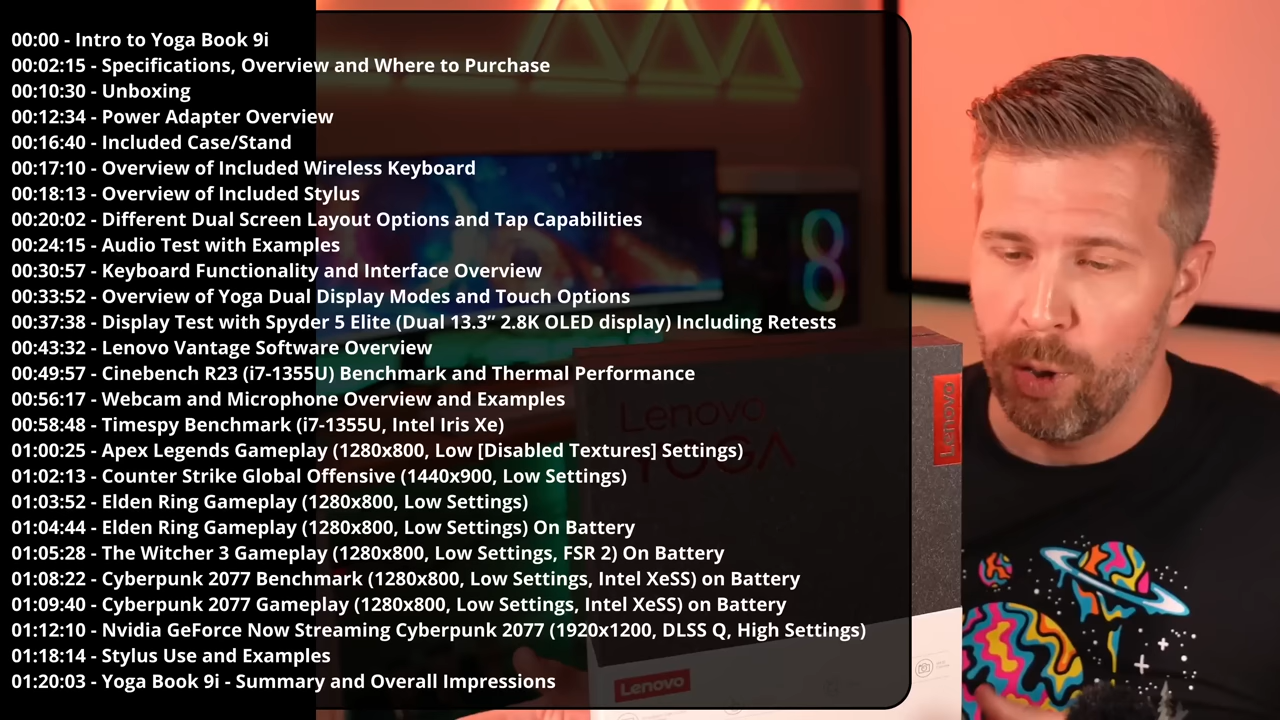 00:00 - Intro to Yoga Book 9i
00:02:15 - Specifications, Overview and Where to Purchase
00:10:30 - Unboxing
00:12:34 - Power Adapter Overview
00:16:40 - Included Case/Stand
00:17:10 - Overview of Included Wireless Keyboard
00:18:13 - Overview of Included Stylus
00:20:02 - Different Dual Screen Layout Options and Tap Capabilities
00:24:15 - Audio Test with Examples
00:30:57 - Keyboard Functionality and Interface Overview
00:33:52 - Overview of Yoga Dual Display Modes and Touch Options
00:37:38 - Display Test with Spyder 5 Elite (Dual 13.3” 2.8K OLED display) Including Retests
00:43:32 - Lenovo Vantage Software Overview
00:49:57 - Cinebench R23 (i7-1355U) Benchmark and Thermal Performance
00:56:17 - Webcam and Microphone Overview and Examples
00:58:48 - Timespy Benchmark (i7-1355U, Intel Iris Xe)
01:00:25 - Apex Legends Gameplay (1280x800, Low [Disabled Textures] Settings)
01:02:13 - Counter Strike Global Offensive (1440x900, Low Settings)
01:03:52 - Elden Ring Gameplay (1280x800, Low Settings)
01:04:44 - Elden Ring Gameplay (1280x800, Low Settings) On Battery
01:05:28 - The Witcher 3 Gameplay (1280x800, Low Settings, FSR 2) On Battery
01:08:22 - Cyberpunk 2077 Benchmark (1280x800, Low Settings, Intel XeSS) on Battery
01:09:40 - Cyberpunk 2077 Gameplay (1280x800, Low Settings, Intel XeSS) on Battery
01:12:10 - Nvidia GeForce Now Streaming Cyberpunk 2077 (1920x1200, DLSS Q, High Settings)
01:18:14 - Stylus Use and Examples
01:20:03 - Yoga Book 9i - Summary and Overall Impressions
8
Lenovo
YOGA
Lenovo
Lenovo